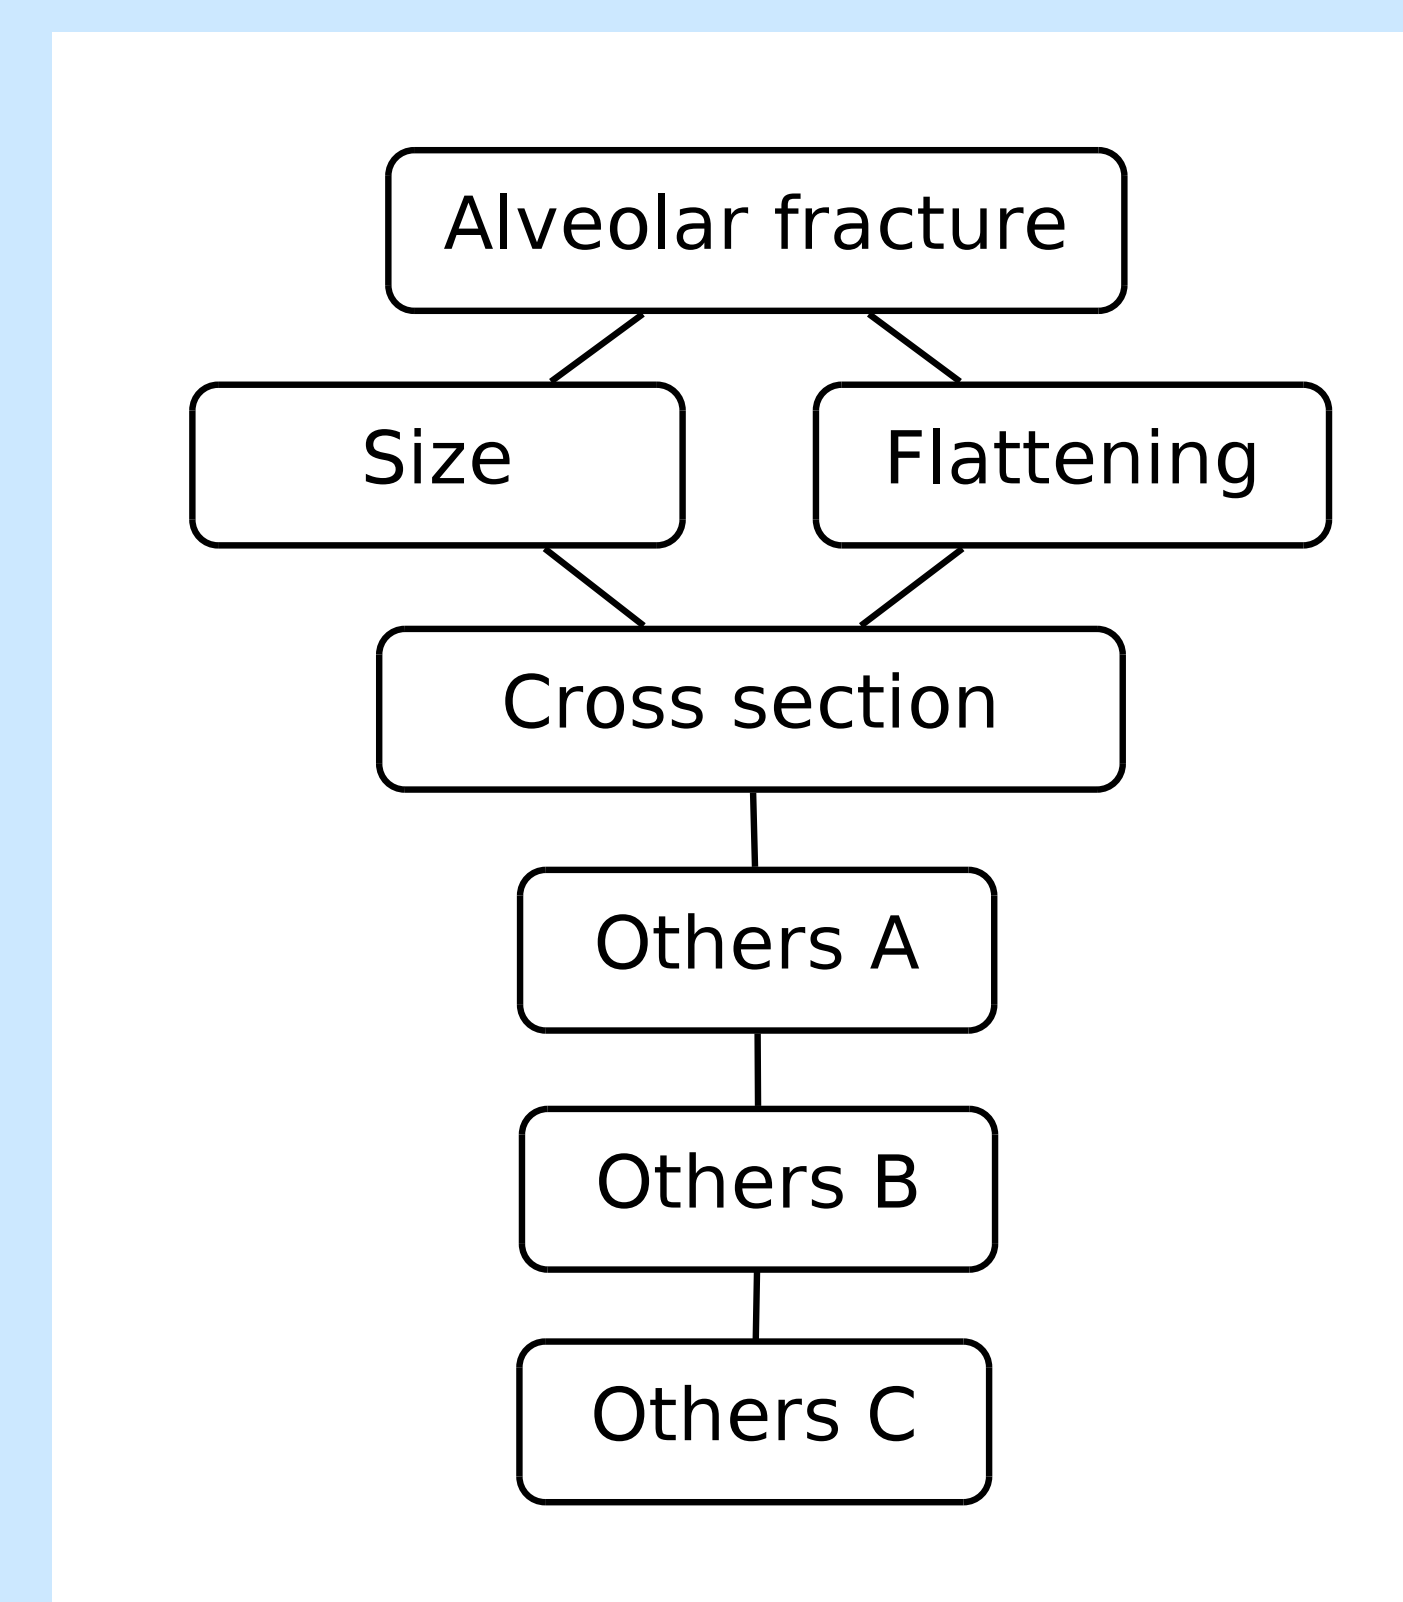 Alveolar fracture
Size
Flattening
Cross section
Others A
Others B
Others C